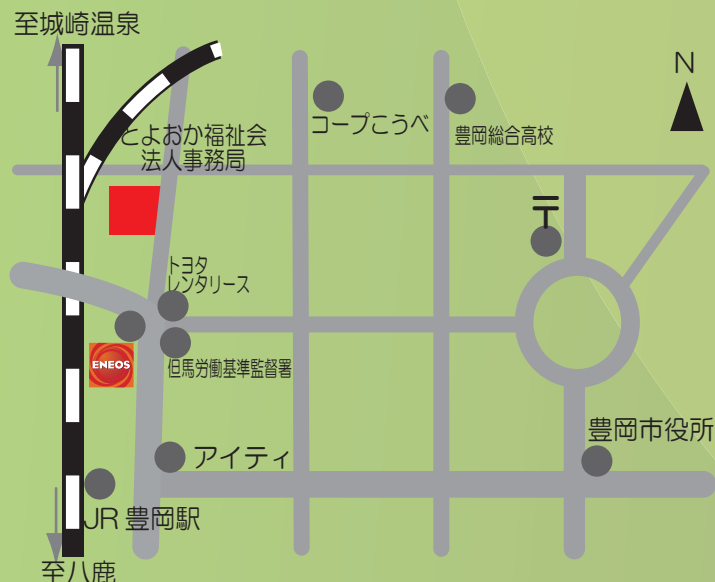 至城崎温泉
N
コープこうべ
豊岡総合高校
とよおか福祉会
法人事務局
〒
トヨタ
レンタリース
ENEOS
但馬労働基準監督署
アイティ
豊岡市役所
JR豊岡駅
至八鹿